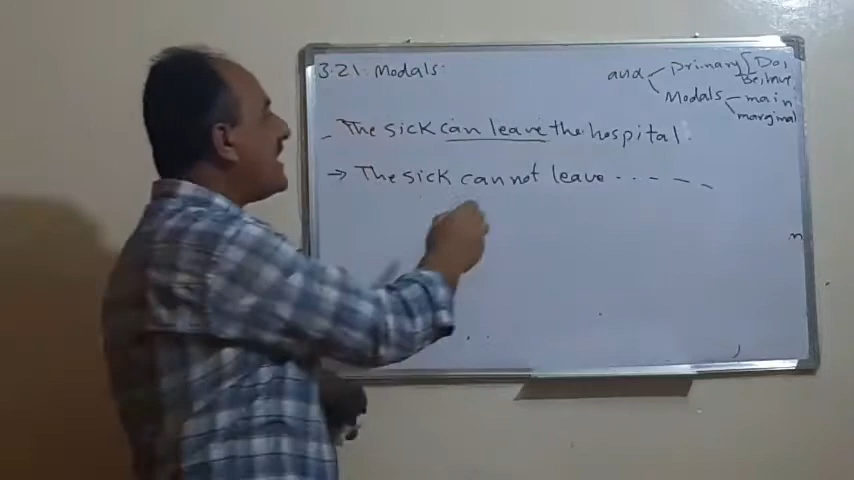 3.21. Modals:
aux primary Do,
Be, have
Modals main
marginal
- The sick can leave the hospital.
→ The sick can not leave .. - - -